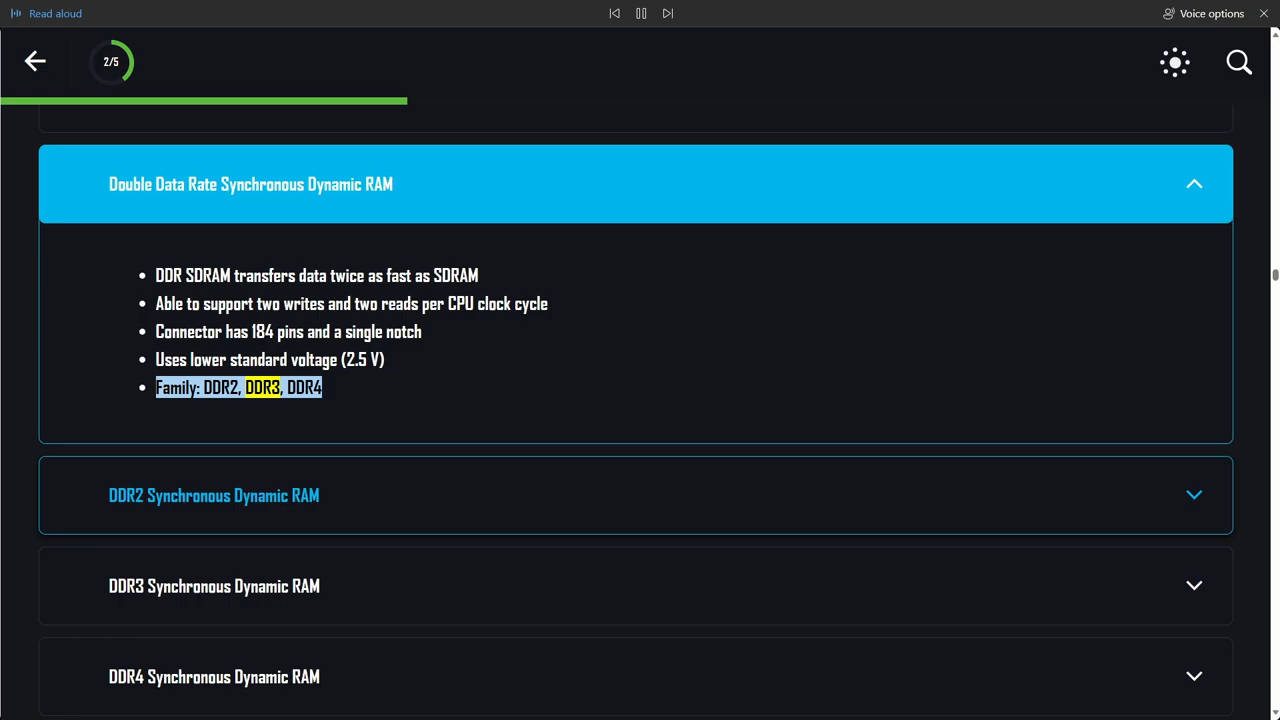 Read aloud
Voice options
2/5
Double Data Rate Synchronous Dynamic RAM
• DDR SDRAM transfers data twice as fast as SDRAM
• Able to support two writes and two reads per CPU clock cycle
• Connector has 184 pins and a single notch
• Uses lower standard voltage (2.5 V)
• Family: DDR2, DDR3, DDR4
DDR2 Synchronous Dynamic RAM
DDR3 Synchronous Dynamic RAM
DDR4 Synchronous Dynamic RAM